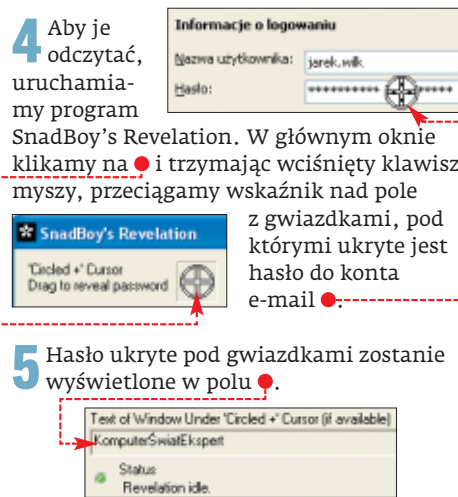 4 Aby je
odczytać,
uruchamia-
my program
Informacje o logowaniu
Nazwa użytkownika: jarek.wilk
Hasło: ********** *****
SnadBoy's Revelation. W głównym oknie
klikamy na i trzymając wciśnięty klawisz
myszy, przeciągamy wskaźnik nad pole
z gwiazdkami, pod
którymi ukryte jest
hasło do konta
e-mail .
SnadBoy's Revelation
'Circled +' Cursor
Drag to reveal password
5 Hasło ukryte pod gwiazdkami zostanie
wyświetlone w polu .
Text of Window Under 'Circled +' Cursor (if available)
KomputerŚwiatEkspert
Status
Revelation idle.